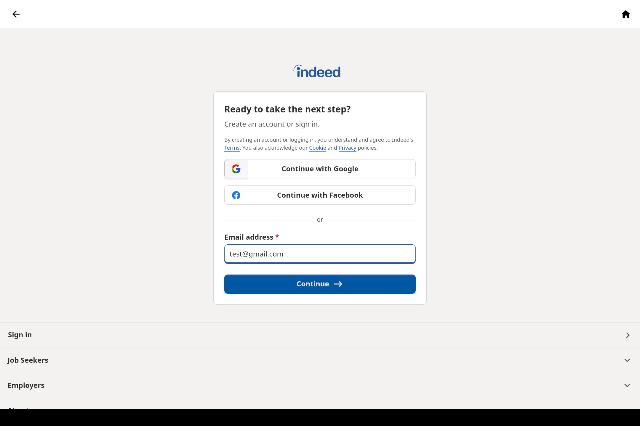 indeed
Ready to take the next step?
Create an account or sign in.
By creating an account or logging in, you understand and agree to Indeed's
Terms. You also acknowledge our Cookie and Privacy policies.
Continue with Google
Continue with Facebook
or
Email address *
test@gmail.com
Continue →
Sign in
Job Seekers
Employers